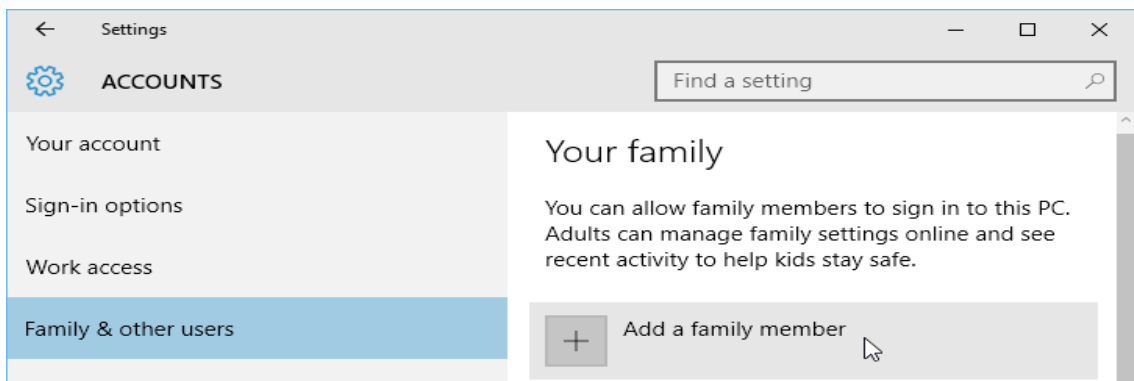 Settings
ACCOUNTS
Find a setting
Your account
Sign-in options
Work access
Family & other users
Your family
You can allow family members to sign in to this PC.
Adults can manage family settings online and see
recent activity to help kids stay safe.
Add a family member